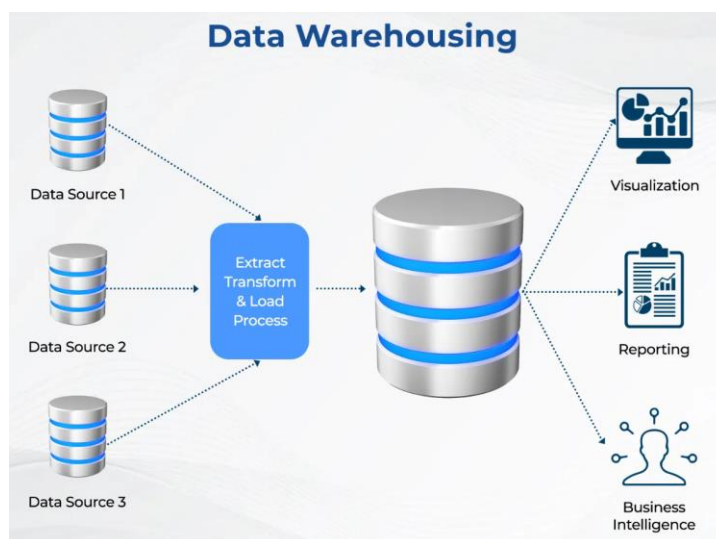 Data Warehousing
Data Source 1
Data Source 2
Data Source 3
Extract
Transform
& Load
Process
Visualization
Reporting
Business
Intelligence